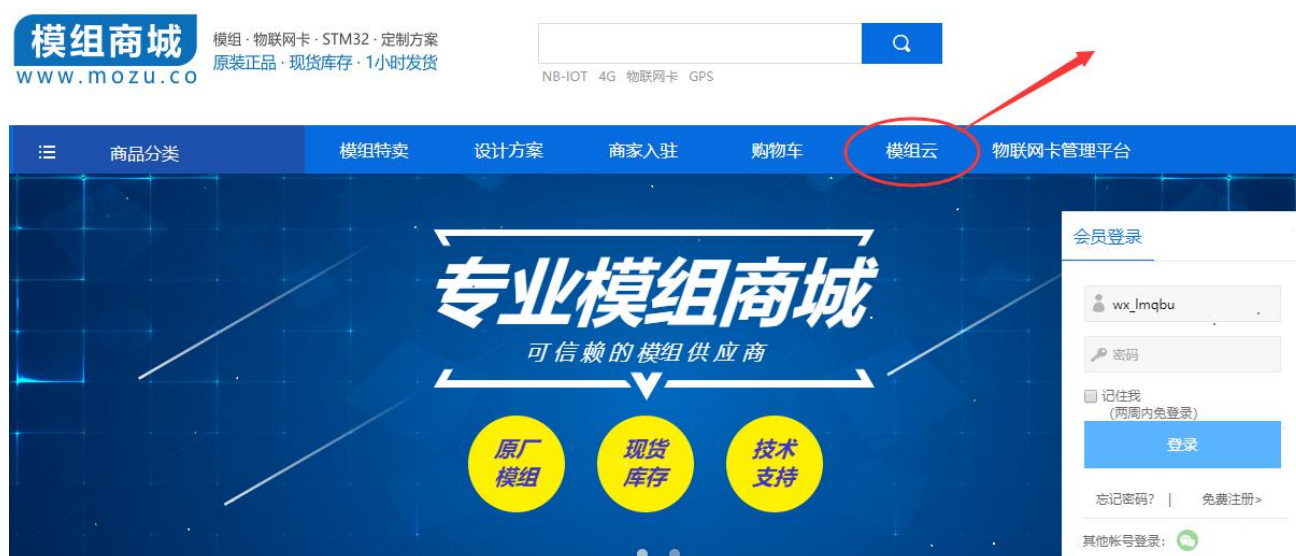 模组商城
www.mozu.co
模组 · 物联网卡 · STM32 · 定制方案
原装正品 · 现货库存 · 1小时发货
NB-IOT 4G 物联网卡 GPS
商品分类 模组特卖 设计方案 商家入驻 购物车 模组云 物联网卡管理平台
专业模组商城
可信赖的模组供应商
原厂
模组
现货
库存
技术
支持
会员登录
wx_lmqbu
密码
记住我
(两周内免登录)
登录
忘记密码? | 免费注册>
其他帐号登录: